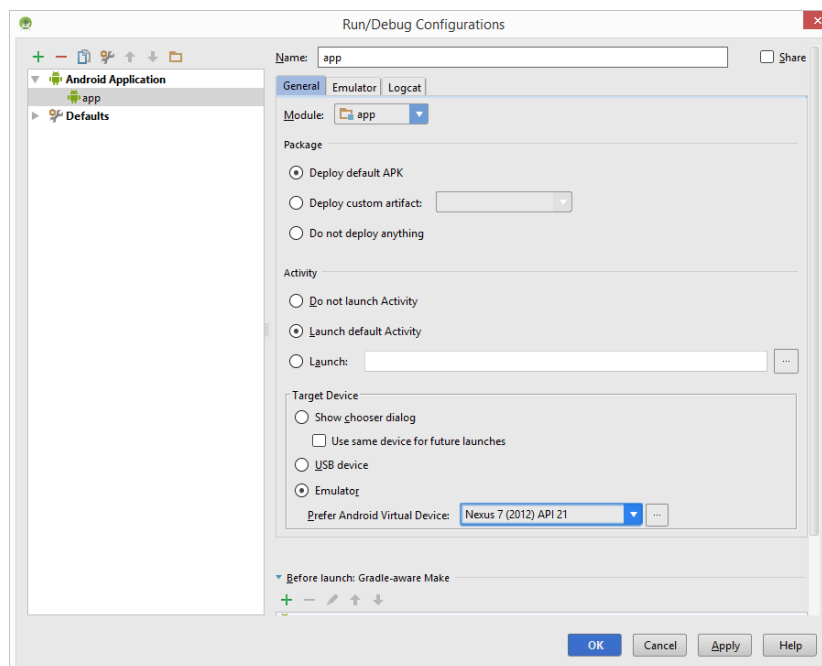 Run/Debug Configurations
Name: app
Share
Android Application
app
Defaults
General Emulator Logcat
Module: app
Package
Deploy default APK
Deploy custom artifact:
Do not deploy anything
Activity
Do not launch Activity
Launch default Activity
Launch:
...
Target Device
Show chooser dialog
Use same device for future launches
USB device
Emulator
Prefer Android Virtual Device: Nexus 7 (2012) API 21 ...
Before launch: Gradle-aware Make
OK Cancel Apply Help